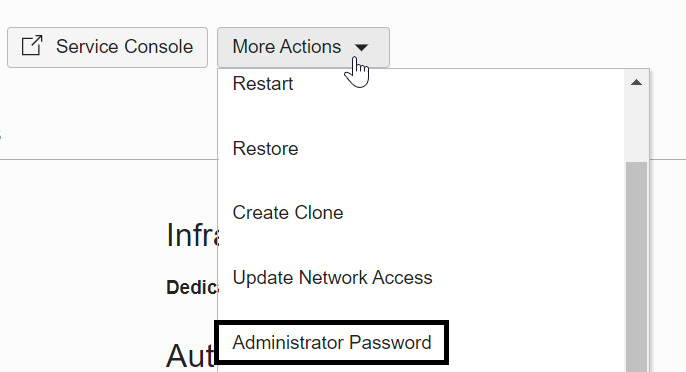 Service Console
More Actions
Restart
Restore
Infra
Create Clone
Update Network Access
Dedica
Administrator Password
Aut